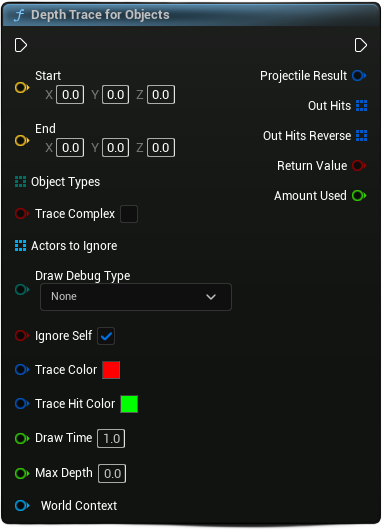 Depth Trace for Objects
Start
X 0.0 Y 0.0 Z 0.0
End
X 0.0 Y 0.0 Z 0.0
Object Types
Trace Complex
Actors to Ignore
Draw Debug Type
None
Ignore Self
Trace Color
Trace Hit Color
Draw Time 1.0
Max Depth 0.0
World Context
Projectile Result
Out Hits
Out Hits Reverse
Return Value
Amount Used